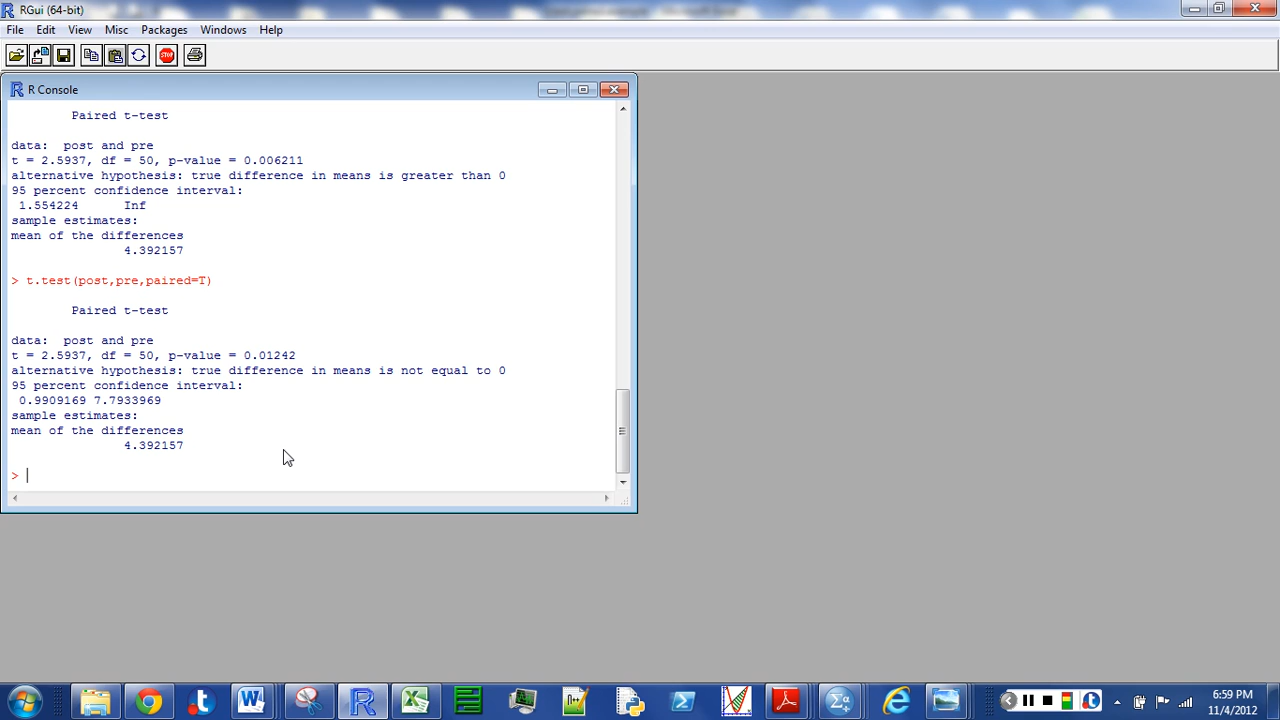 RGui (64-bit)
File Edit View Misc Packages Windows Help
STOP
R Console
Paired t-test
data:  post and pre
t = 2.5937, df = 50, p-value = 0.006211
alternative hypothesis: true difference in means is greater than 0
95 percent confidence interval:
1.554224      Inf
sample estimates:
mean of the differences
4.392157
> t.test(post,pre,paired=T)
Paired t-test
data:  post and pre
t = 2.5937, df = 50, p-value = 0.01242
alternative hypothesis: true difference in means is not equal to 0
95 percent confidence interval:
0.9909169 7.7933969
sample estimates:
mean of the differences
4.392157
>
6:59 PM
11/4/2012